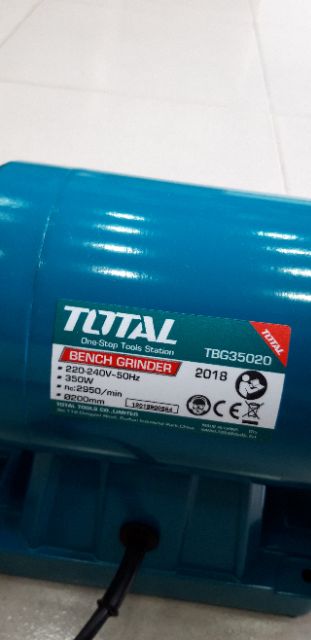 TOTAL
One-Stop Tools Station
TBG35020
TOTAL
BENCH GRINDER
2018
220-240V~50Hz
350W
n₀:2950/min
Ø200mm
CE
TOTAL TOOLS CO.,LIMITED